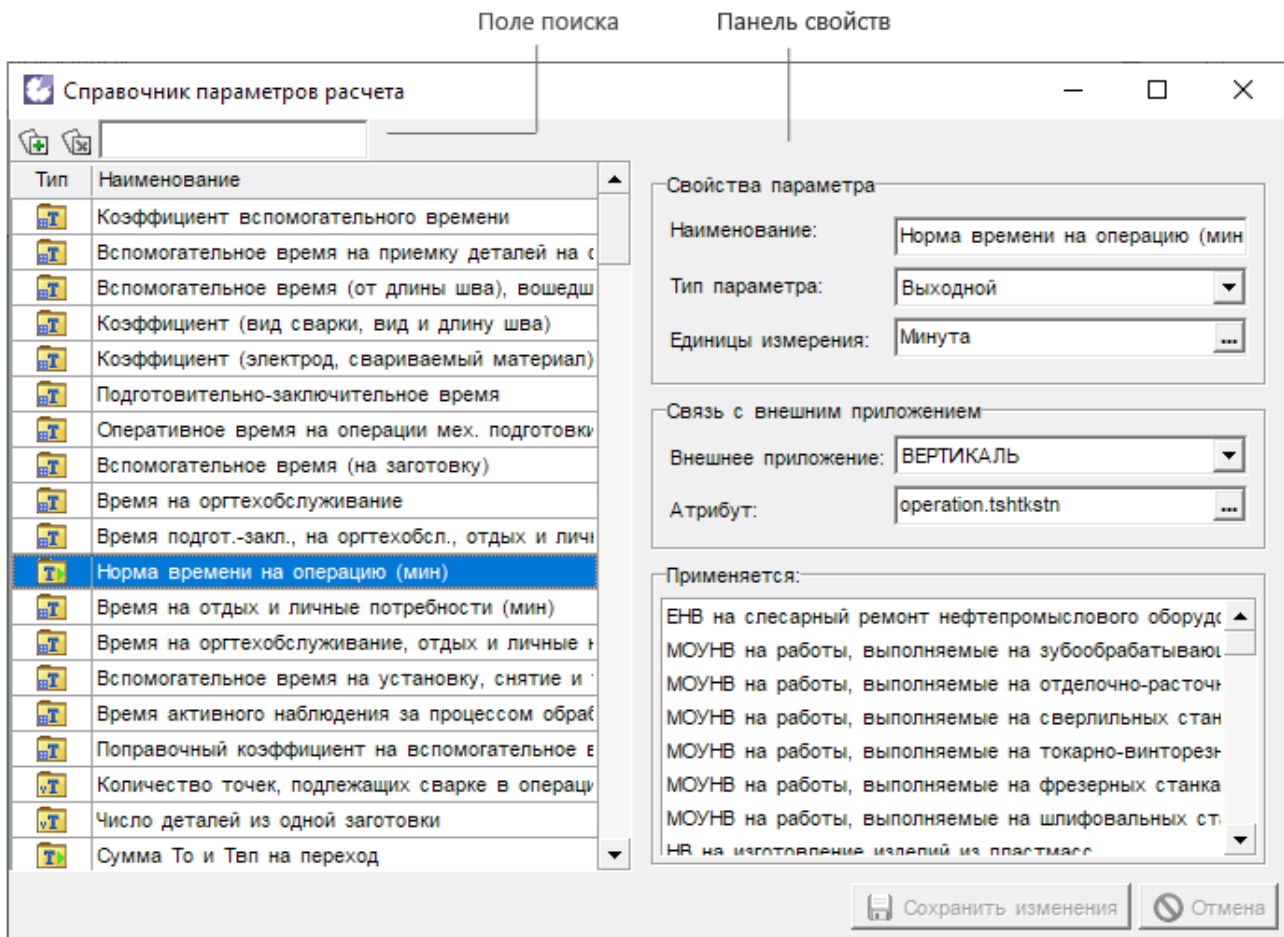 Поле поиска
Панель свойств
Справочник параметров расчета
Тип
Наименование
Коэффициент вспомогательного времени
Вспомогательное время на приемку деталей на с
Вспомогательное время (от длины шва), вошедш
Коэффициент (вид сварки, вид и длину шва)
Коэффициент (электрод, свариваемый материал)
Подготовительно-заключительное время
Оперативное время на операции мех. подготовки
Вспомогательное время (на заготовку)
Время на оргтехобслуживание
Время подгот.-закл., на оргтехобсл., отдых и личн
Норма времени на операцию (мин)
Время на отдых и личные потребности (мин)
Время на оргтехобслуживание, отдых и личные н
Вспомогательное время на установку, снятие и
Время активного наблюдения за процессом обраб
Поправочный коэффициент на вспомогательное в
Количество точек, подлежащих сварке в операци
Число деталей из одной заготовки
Сумма То и Твп на переход
Свойства параметра
Наименование:
Норма времени на операцию (мин
Тип параметра:
Выходной
Единицы измерения:
Минута
...
Связь с внешним приложением
Внешнее приложение:
ВЕРТИКАЛЬ
Атрибут:
operation.tshtkstn
...
Применяется:
ЕНВ на слесарный ремонт нефтепромыслового оборудо
МОУНВ на работы, выполняемые на зубообрабатывающ
МОУНВ на работы, выполняемые на отделочно-расточн
МОУНВ на работы, выполняемые на сверлильных стан
МОУНВ на работы, выполняемые на токарно-винторезн
МОУНВ на работы, выполняемые на фрезерных станка
МОУНВ на работы, выполняемые на шлифовальных ст
НВ на изготовление изделий из пластмасс
Сохранить изменения
Отмена